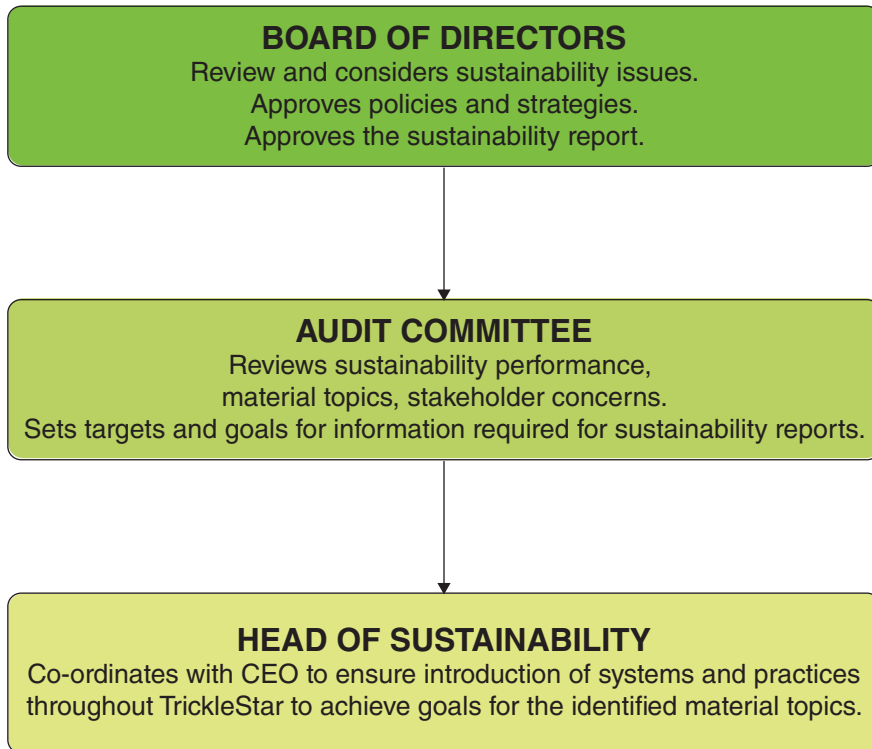 BOARD OF DIRECTORS
Review and considers sustainability issues.
Approves policies and strategies.
Approves the sustainability report.
AUDIT COMMITTEE
Reviews sustainability performance,
material topics, stakeholder concerns.
Sets targets and goals for information required for sustainability reports.
HEAD OF SUSTAINABILITY
Co-ordinates with CEO to ensure introduction of systems and practices
throughout TrickleStar to achieve goals for the identified material topics.